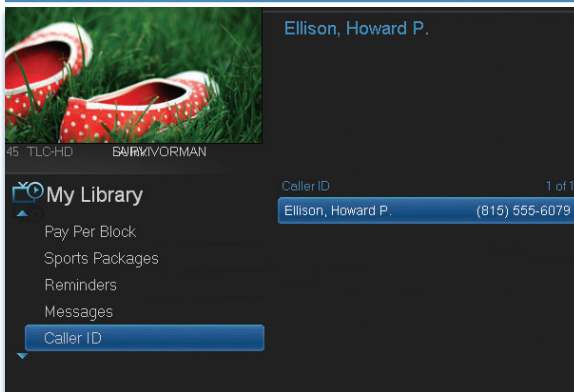 Ellison, Howard P.
45 TLC-HD SURVIVORMAN
My Library
Pay Per Block
Sports Packages
Reminders
Messages
Caller ID
Caller ID 1 of 1
Ellison, Howard P. (815) 555-6079